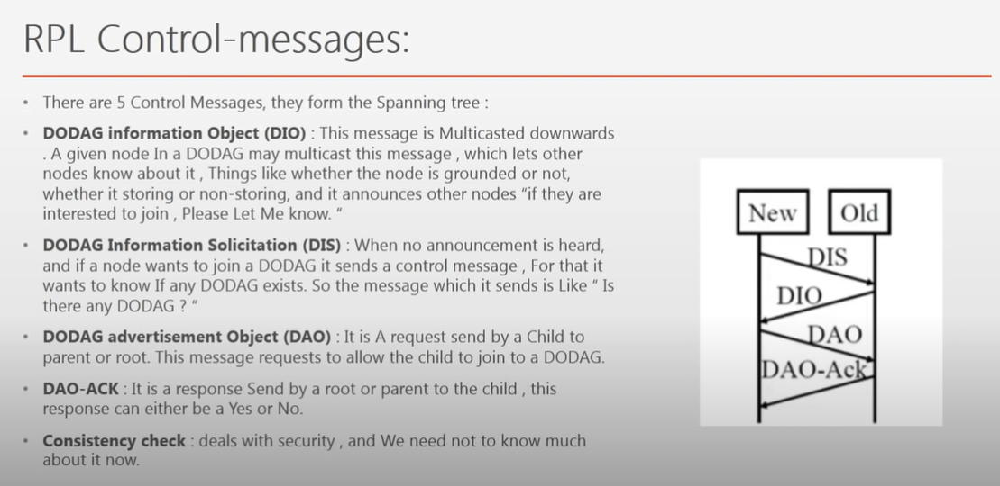 RPL Control-messages:
• There are 5 Control Messages, they form the Spanning tree :
• DODAG information Object (DIO) : This message is Multicasted downwards
. A given node In a DODAG may multicast this message , which lets other
nodes know about it , Things like whether the node is grounded or not,
whether it storing or non-storing, and it announces other nodes “if they are
interested to join , Please Let Me know. “
• DODAG Information Solicitation (DIS) : When no announcement is heard,
and if a node wants to join a DODAG it sends a control message , For that it
wants to know If any DODAG exists. So the message which it sends is Like “ Is
there any DODAG ? “
• DODAG advertisement Object (DAO) : It is A request send by a Child to
parent or root. This message requests to allow the child to join to a DODAG.
• DAO-ACK : It is a response Send by a root or parent to the child , this
response can either be a Yes or No.
• Consistency check : deals with security , and We need not to know much
about it now.
New Old
DIS
DIO
DAO
DAO-Ack